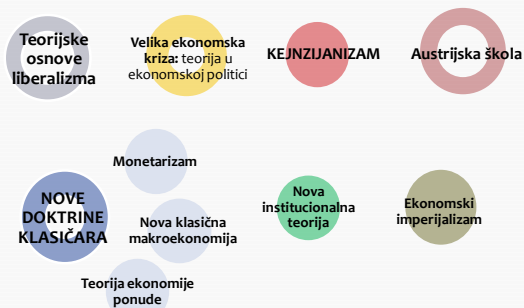 Teorijske
osnove
liberalizma
Velika ekonomska
kriza: teorija u
ekonomskoj politici
KEJNZIJANIZAM
Austrijska škola
Monetarizam
NOVE
DOKTRINE
KLASIČARA
Nova klasična
makroekonomija
Teorija ekonomije
ponude
Nova
institucionalna
teorija
Ekonomski
imperijalizam